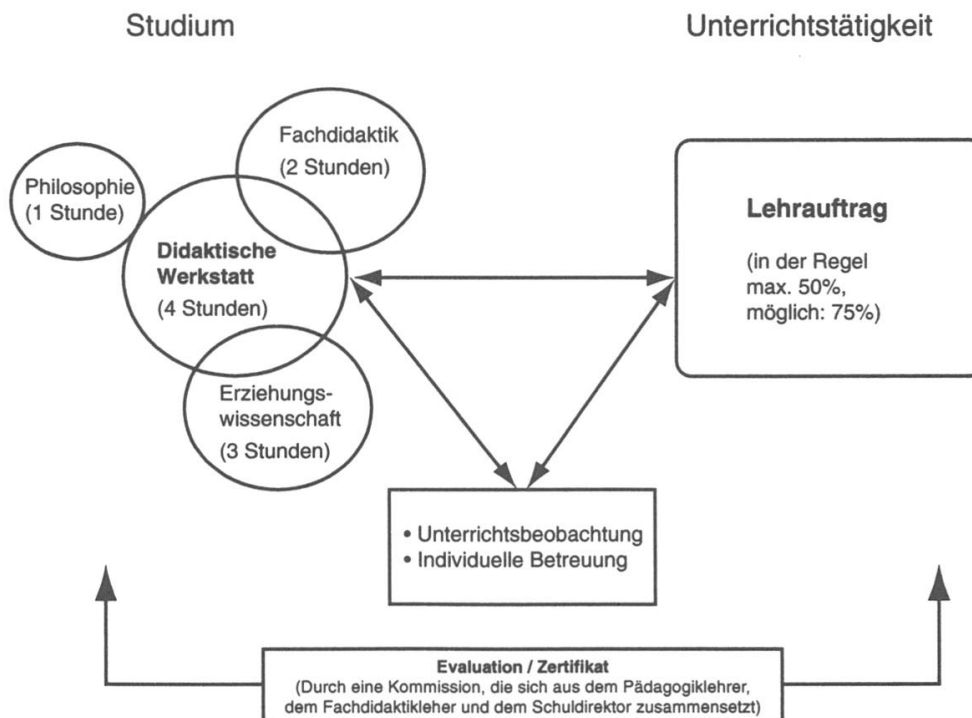 Studium
Unterrichtstätigkeit
Fachdidaktik
(2 Stunden)
Philosophie
(1 Stunde)
Didaktische
Werkstatt
(4 Stunden)
Erziehungs-
wissenschaft
(3 Stunden)
Lehrauftrag
(in der Regel
max. 50%,
möglich: 75%)
• Unterrichtsbeobachtung
• Individuelle Betreuung
Evaluation / Zertifikat
(Durch eine Kommission, die sich aus dem Pädagogiklehrer,
dem Fachdidaktikleher und dem Schuldirektor zusammensetzt)